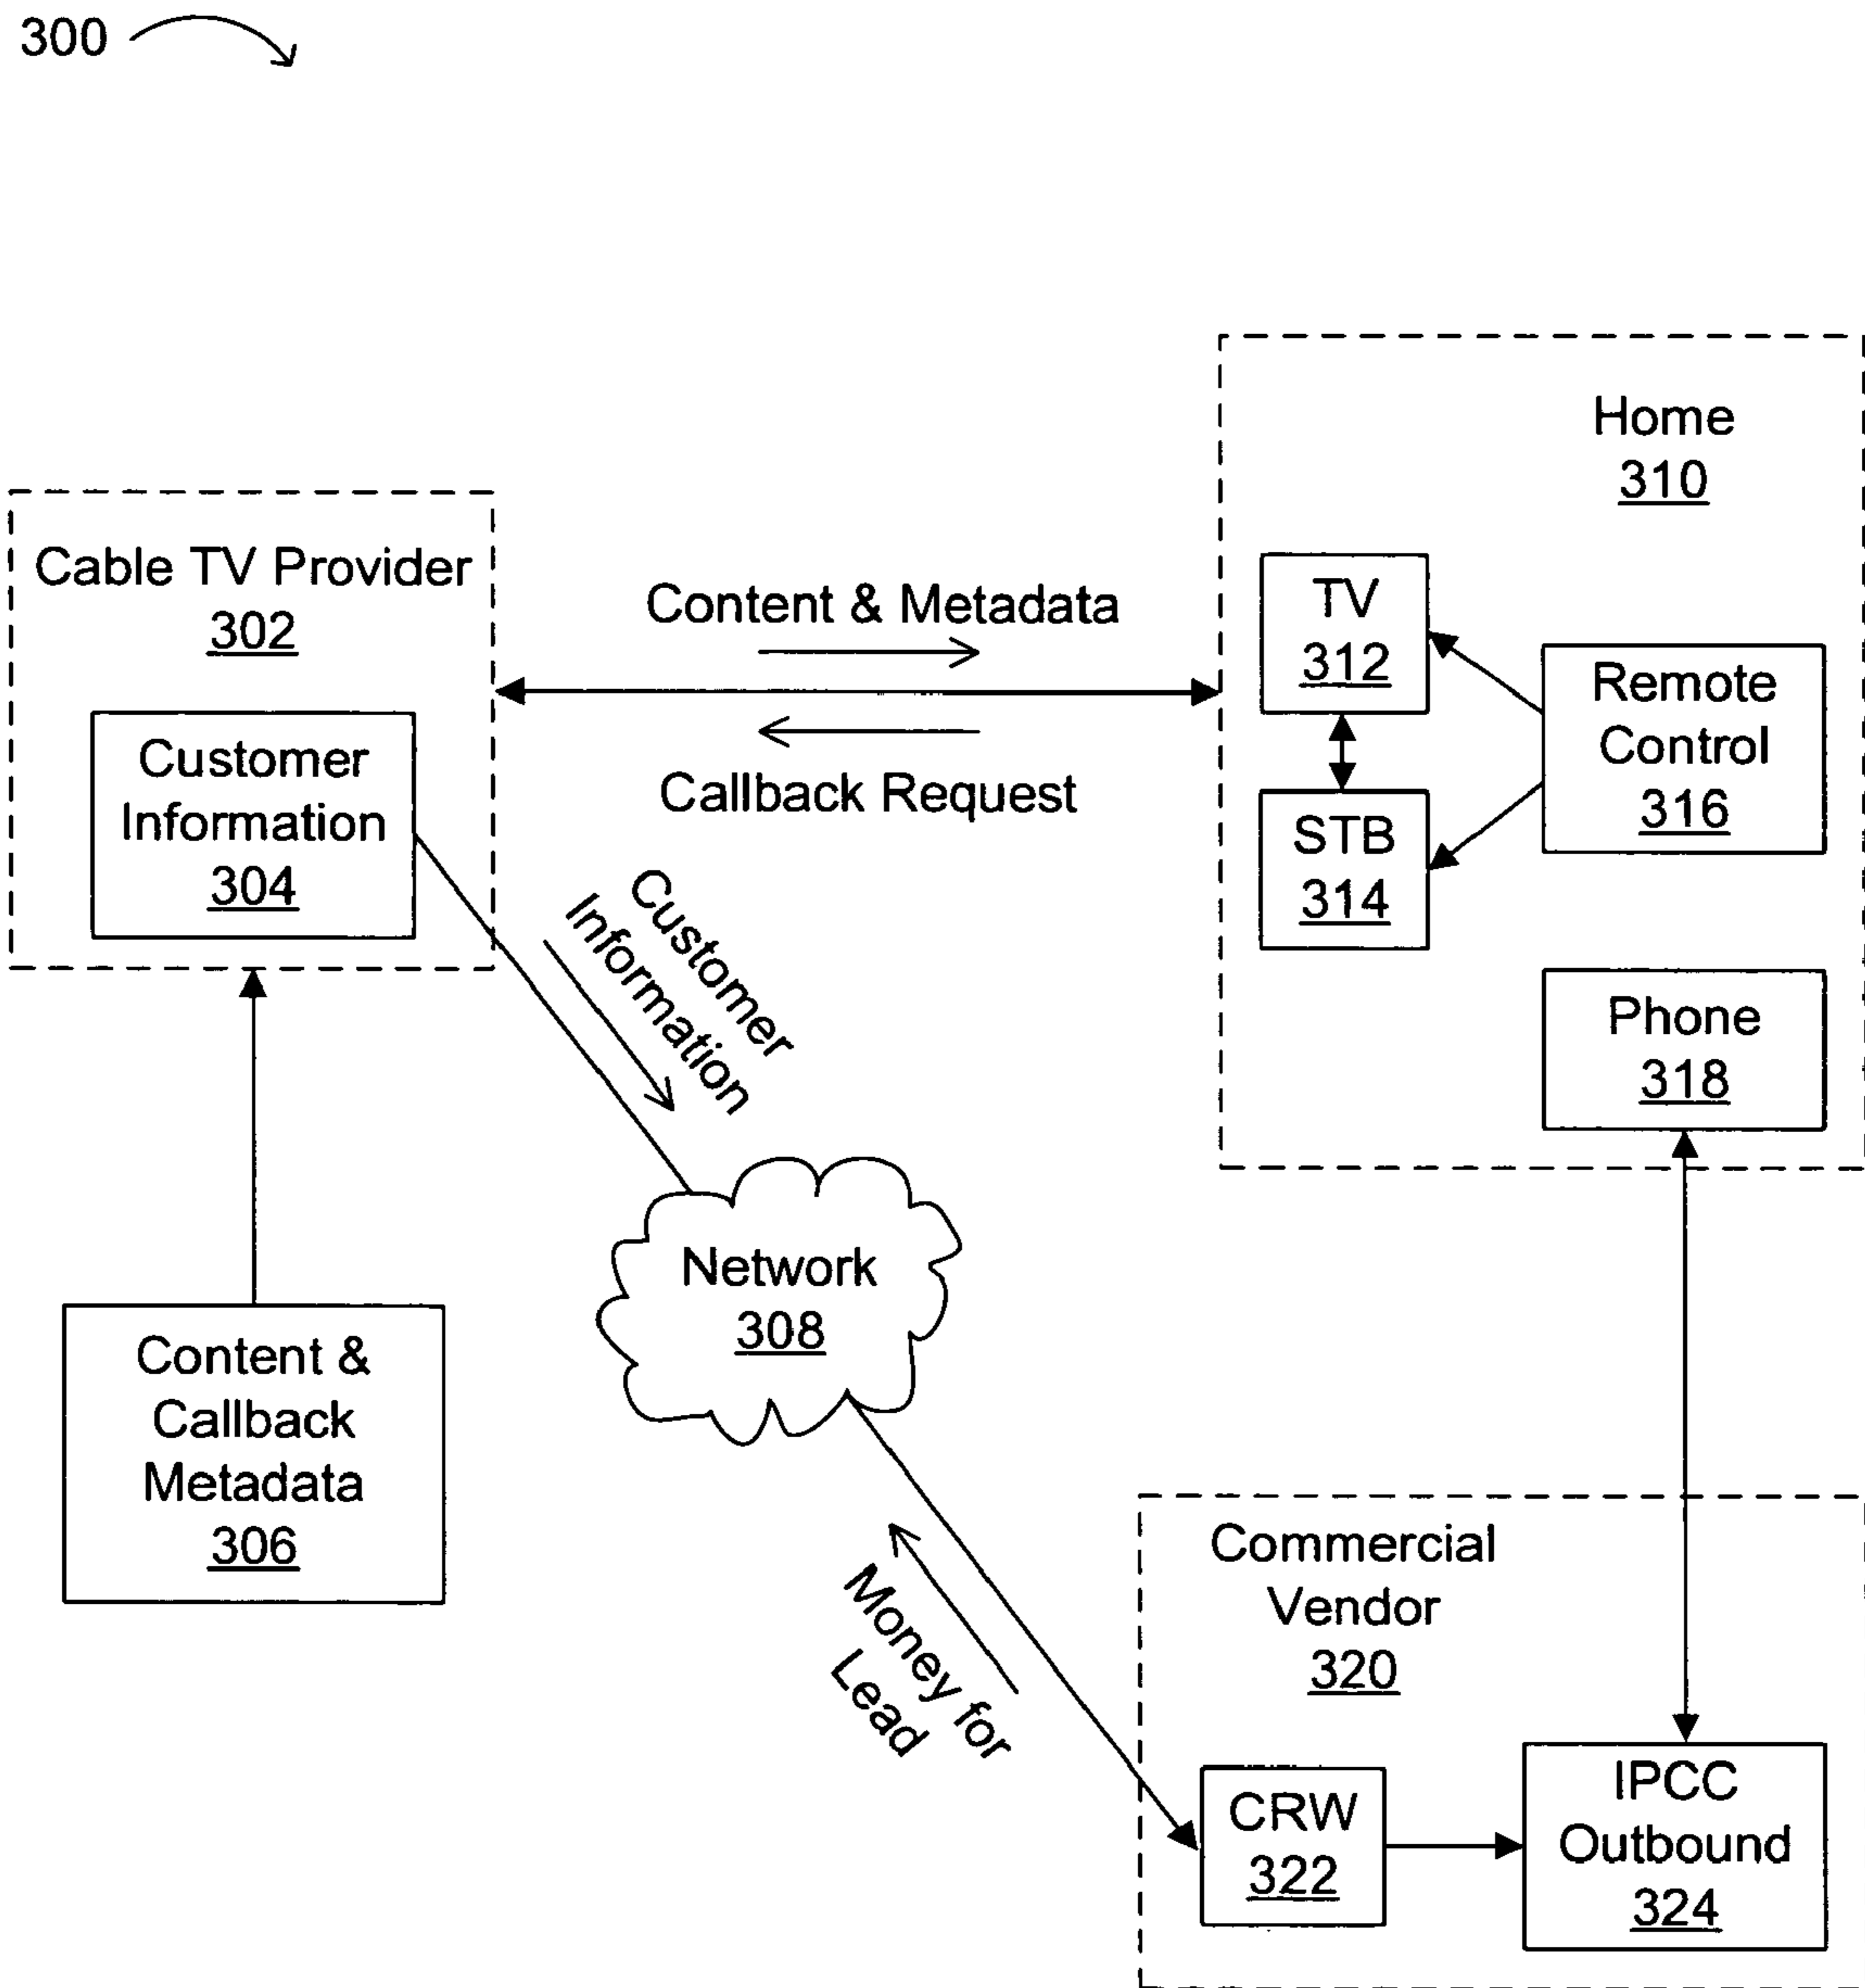 300
Home
310
Cable TV Provider
302
Customer
Information
304
Content & Metadata
Callback Request
TV
312
STB
314
Remote
Control
316
Phone
318
Customer
Information
Network
308
Content &
Callback
Metadata
306
Money for
Lead
Commercial
Vendor
320
CRW
322
IPCC
Outbound
324